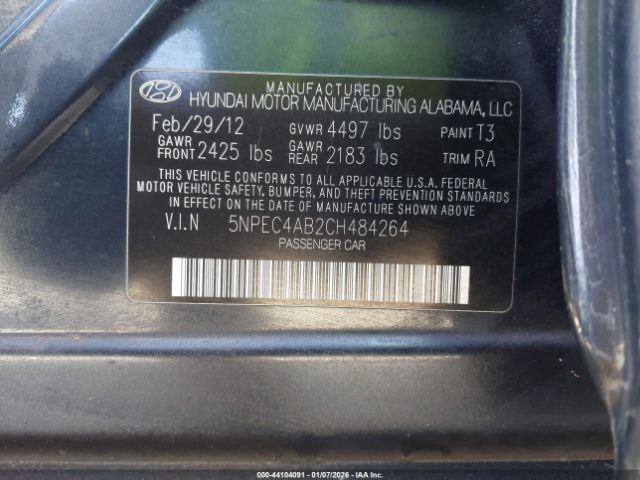 MANUFACTURED BY
HYUNDAI MOTOR MANUFACTURING ALABAMA, LLC
Feb/29/12 GVWR 4497 lbs PAINT T3
GAWR FRONT 2425 lbs GAWR REAR 2183 lbs TRIM RA
THIS VEHICLE CONFORMS TO ALL APPLICABLE U.S.A. FEDERAL
MOTOR VEHICLE SAFETY, BUMPER, AND THEFT PREVENTION STANDARDS
IN EFFECT ON THE DATE OF MANUFACTURE SHOWN ABOVE
V.I.N 5NPEC4AB2CH484264
PASSENGER CAR
000-44104091 - 01/07/2026 - IAA Inc.